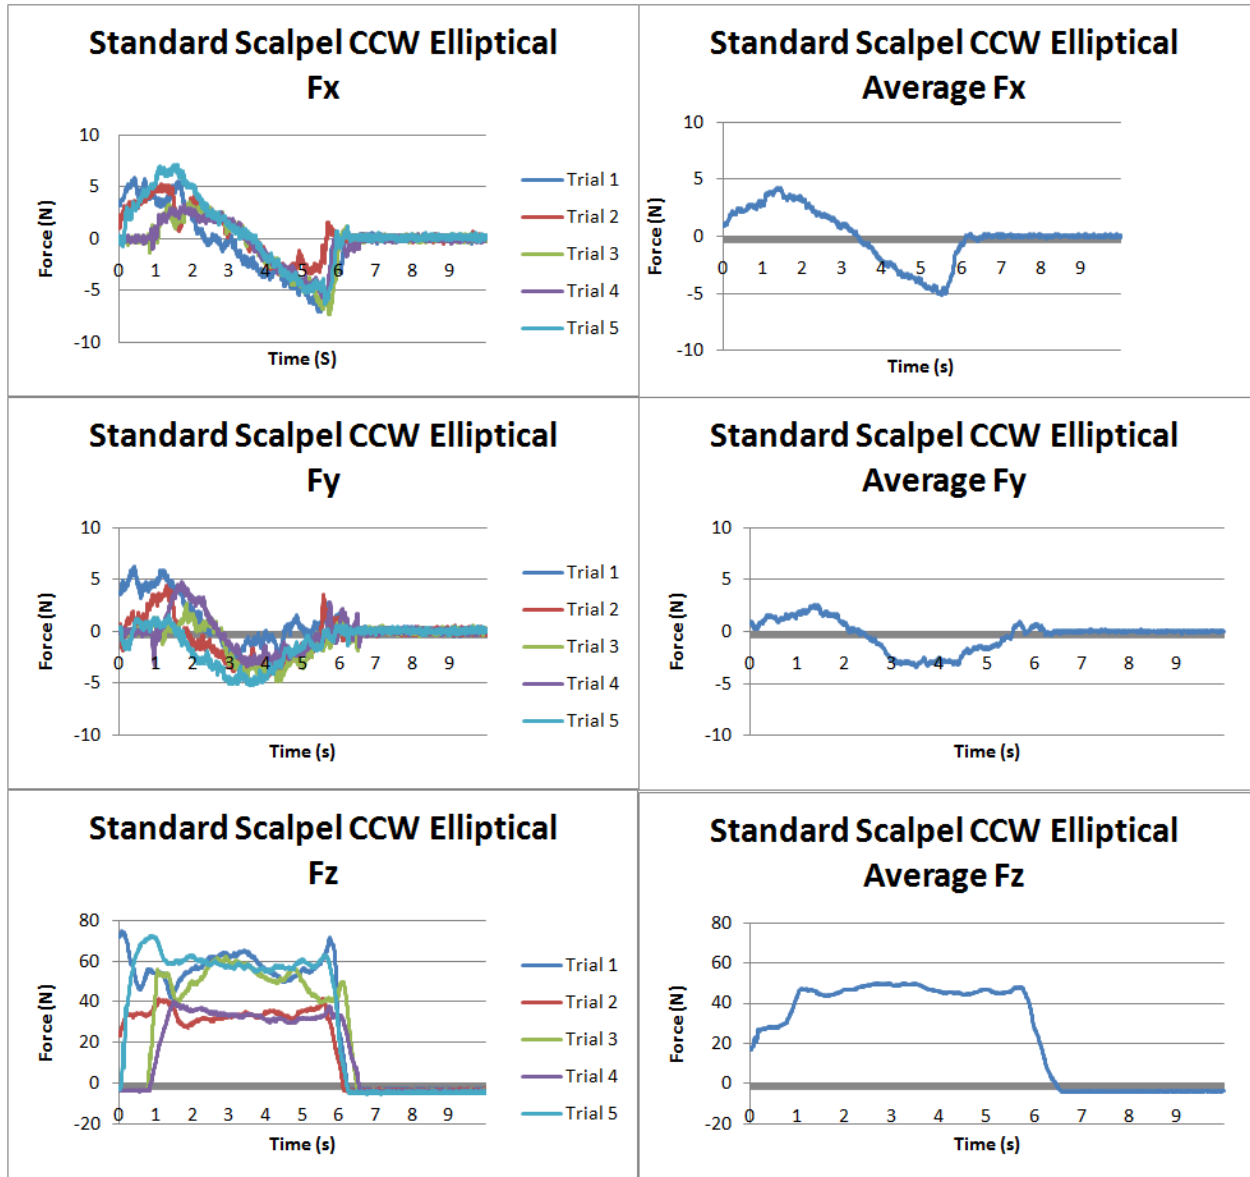 Standard Scalpel CCW Elliptical
Fx
10
5
0
-5
-10
0 1 2 3 4 5 6 7 8 9
Force (N)
Time (S)
Trial 1
Trial 2
Trial 3
Trial 4
Trial 5
Standard Scalpel CCW Elliptical
Average Fx
10
5
0
-5
-10
0 1 2 3 4 5 6 7 8 9
Force (N)
Time (s)
Standard Scalpel CCW Elliptical
Fy
10
5
0
-5
-10
0 1 2 3 4 5 6 7 8 9
Force (N)
Time (s)
Trial 1
Trial 2
Trial 3
Trial 4
Trial 5
Standard Scalpel CCW Elliptical
Average Fy
10
5
0
-5
-10
0 1 2 3 4 5 6 7 8 9
Force (N)
Time (s)
Standard Scalpel CCW Elliptical
Fz
80
60
40
20
0
-20
0 1 2 3 4 5 6 7 8 9
Force (N)
Time (s)
Trial 1
Trial 2
Trial 3
Trial 4
Trial 5
Standard Scalpel CCW Elliptical
Average Fz
80
60
40
20
0
-20
0 1 2 3 4 5 6 7 8 9
Force (N)
Time (s)